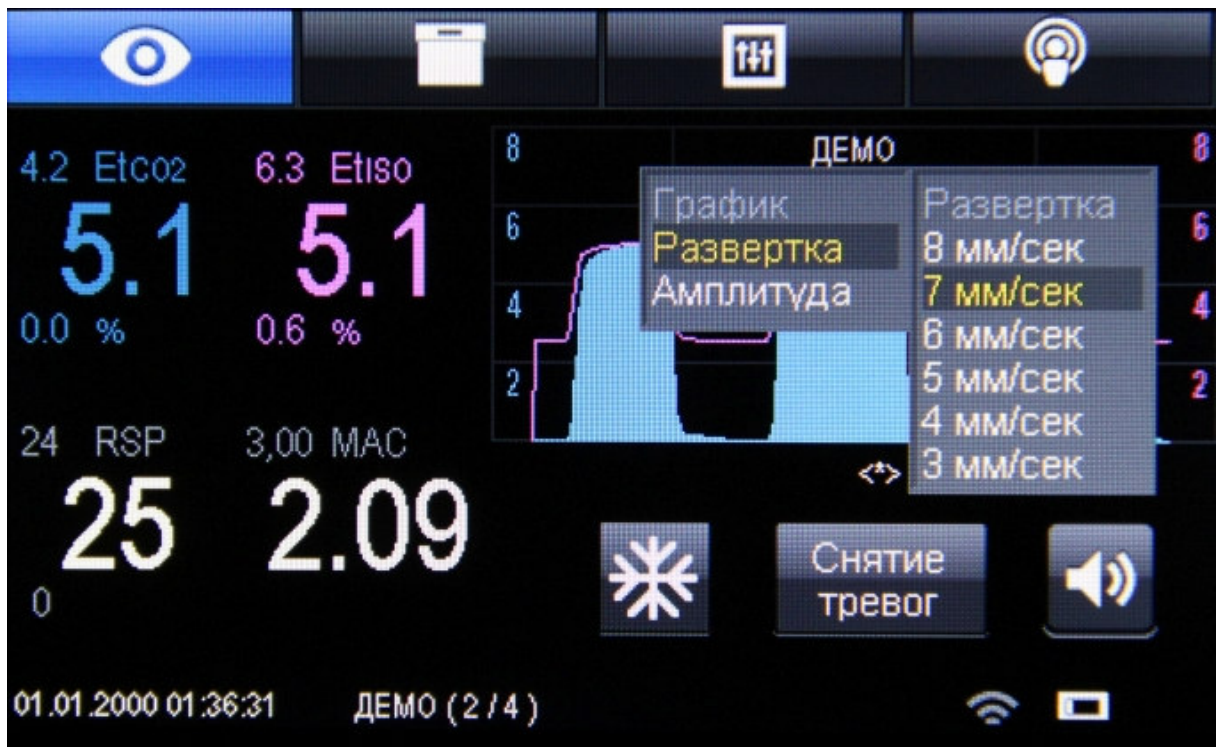 4.2 Etco2
5.1
0.0 %
6.3 Etiso
5.1
0.6 %
24 RSP
25
0
3,00 MAC
2.09
ДЕМО
8
6
4
2
8
6
4
2
График
Развертка
Амплитуда
Развертка
8 мм/сек
7 мм/сек
6 мм/сек
5 мм/сек
4 мм/сек
3 мм/сек
<*>
Снятие
тревог
01.01.2000 01:36:31
ДЕМО ( 2 / 4 )